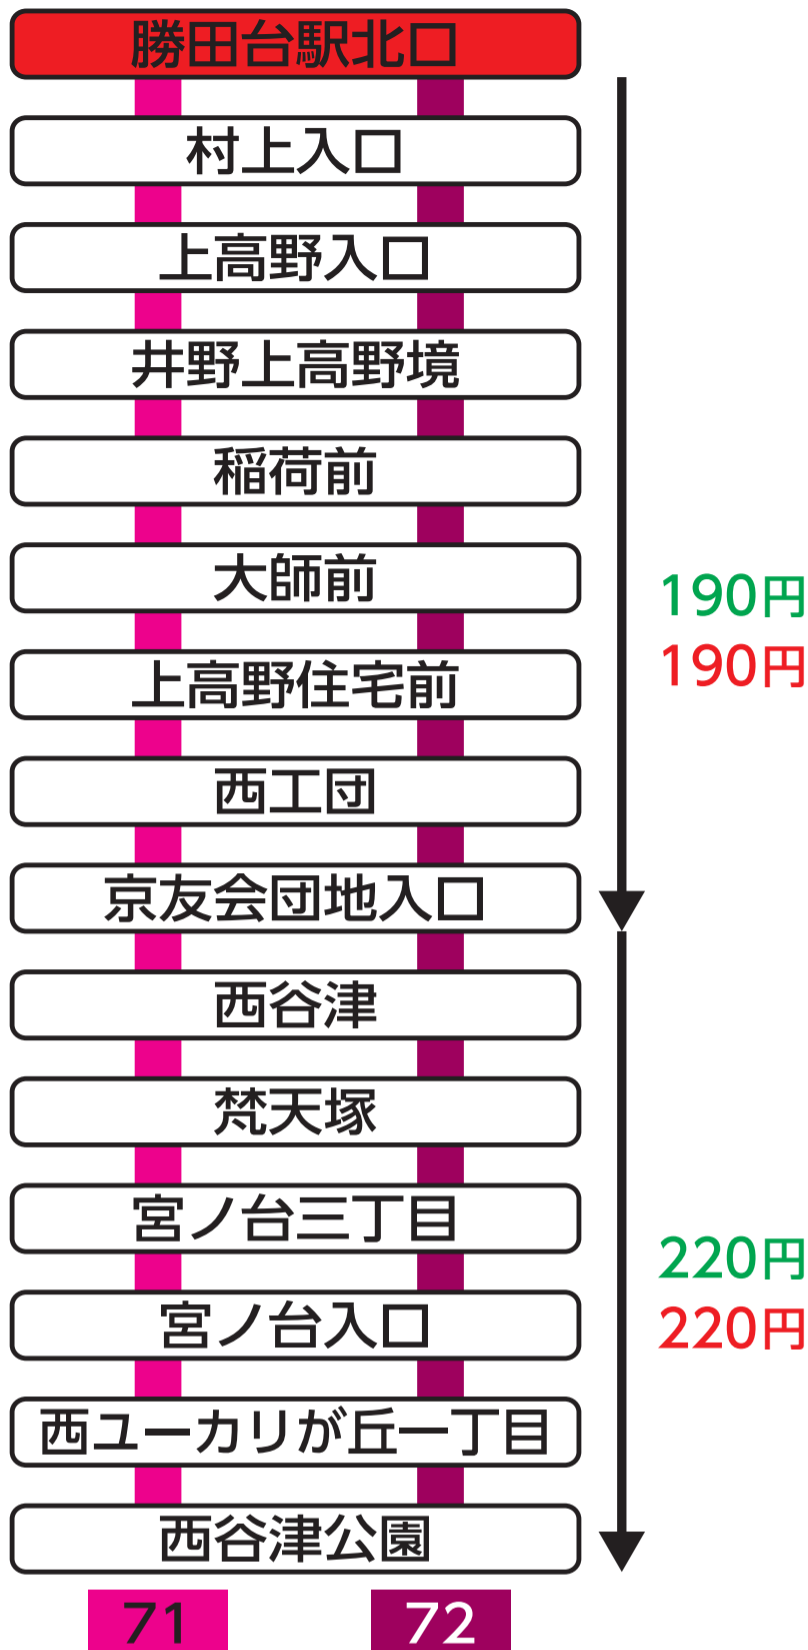 勝田台駅北口
村上入口
上高野入口
井野上高野境
稲荷前
大師前
190円
190円
上高野住宅前
西工団
京友会団地入口
西谷津
梵天塚
宮ノ台三丁目
220円
220円
宮ノ台入口
西ユーカリが丘一丁目
西谷津公園
71 72